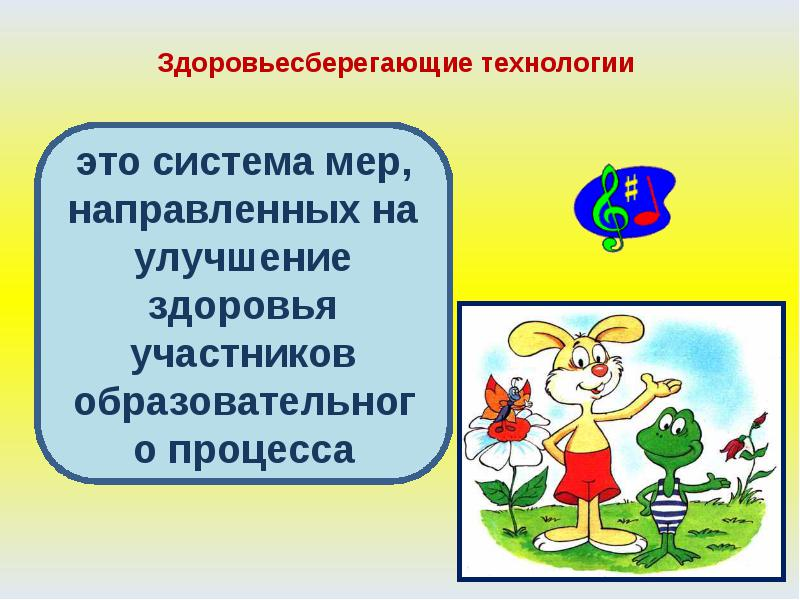 Здоровьесберегающие технологии
это система мер,
направленных на
улучшение
здоровья
участников
образовательног
о процесса